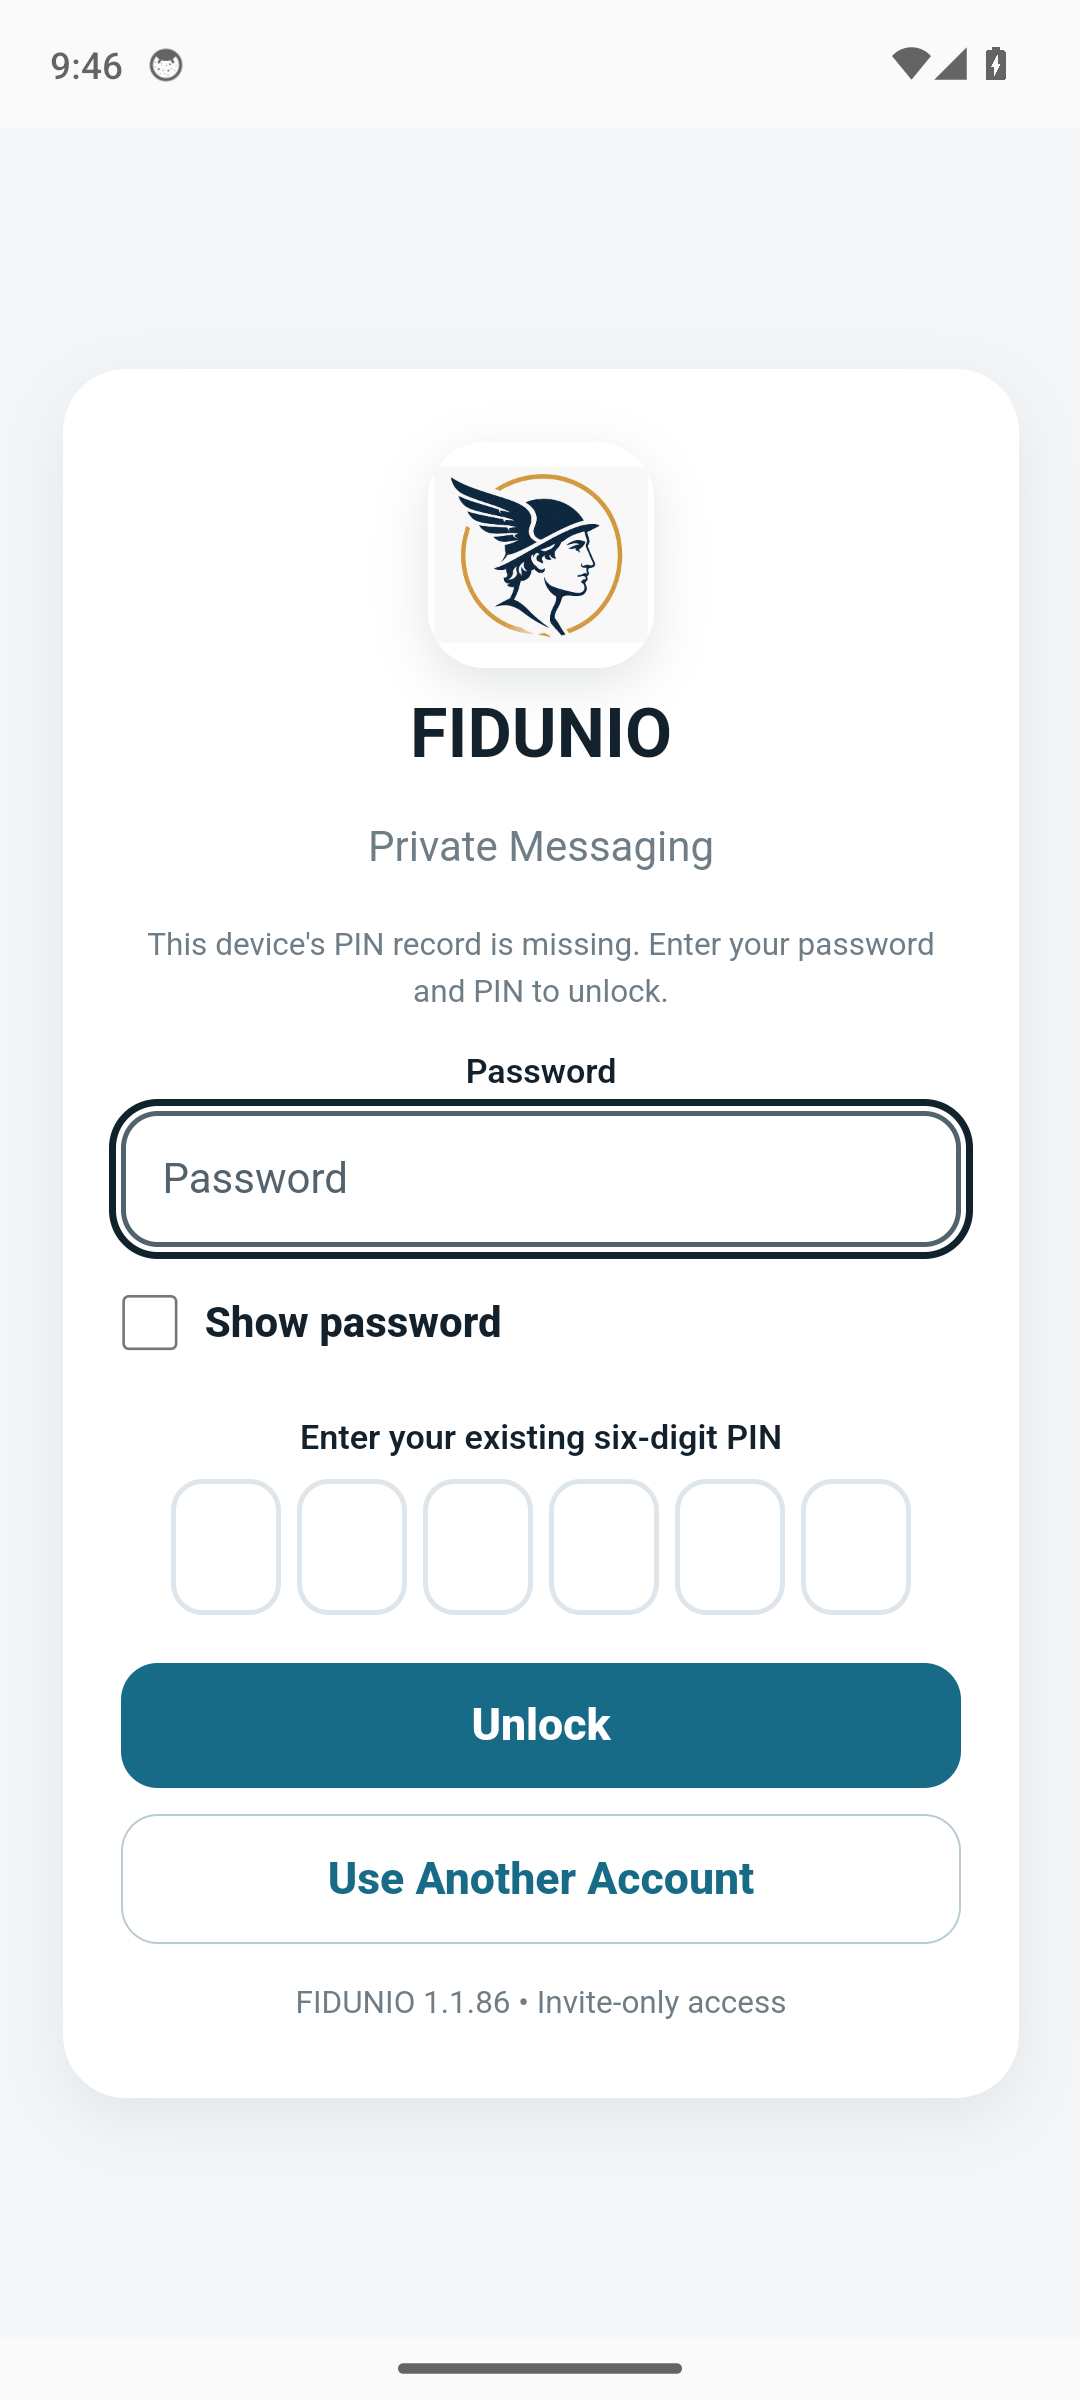 9:46
FIDUNIO
Private Messaging
This device's PIN record is missing. Enter your password
and PIN to unlock.
Password
Password
Show password
Enter your existing six-digit PIN
Unlock
Use Another Account
FIDUNIO 1.1.86 • Invite-only access